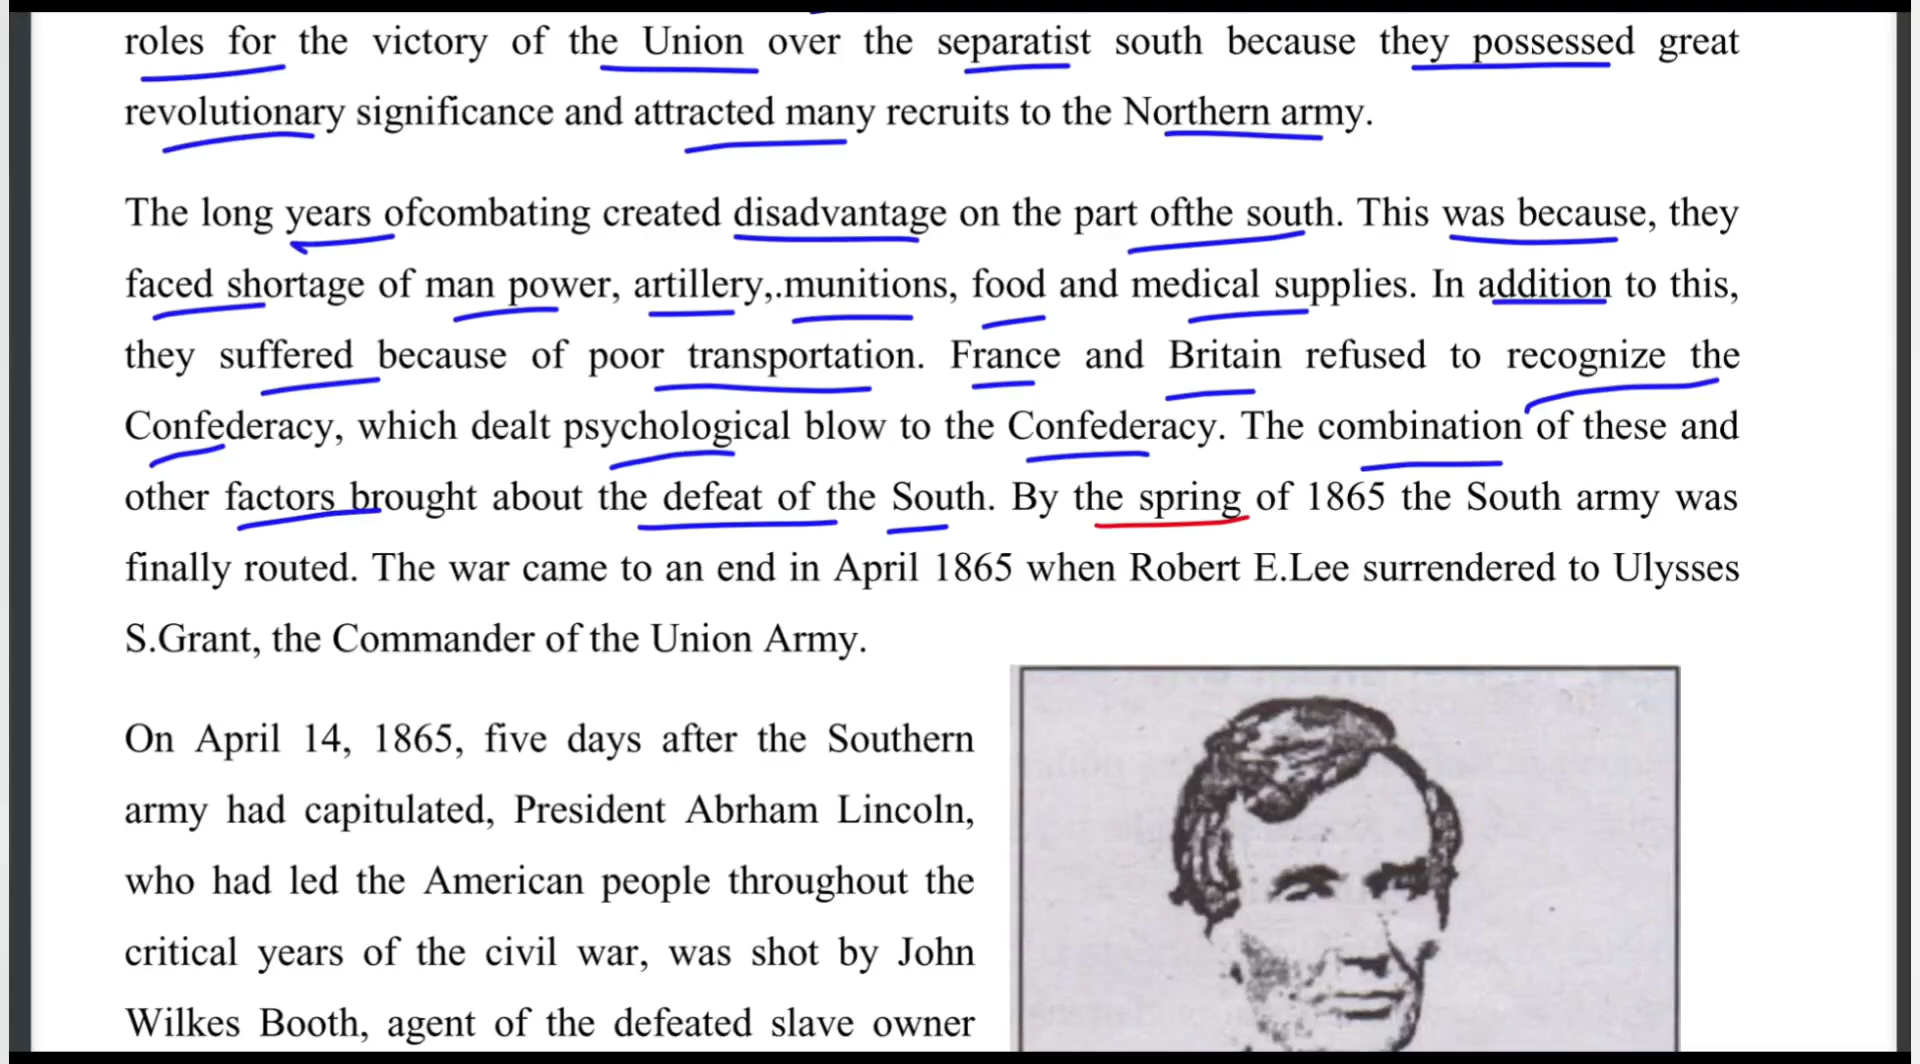 roles for the victory of the Union over the separatist south because they possessed great
revolutionary significance and attracted many recruits to the Northern army.
The long years ofcombating created disadvantage on the part ofthe south. This was because, they
faced shortage of man power, artillery,.munitions, food and medical supplies. In addition to this,
they suffered because of poor transportation. France and Britain refused to recognize the
Confederacy, which dealt psychological blow to the Confederacy. The combination of these and
other factors brought about the defeat of the South. By the spring of 1865 the South army was
finally routed. The war came to an end in April 1865 when Robert E.Lee surrendered to Ulysses
S.Grant, the Commander of the Union Army.
On April 14, 1865, five days after the Southern
army had capitulated, President Abrham Lincoln,
who had led the American people throughout the
critical years of the civil war, was shot by John
Wilkes Booth, agent of the defeated slave owner